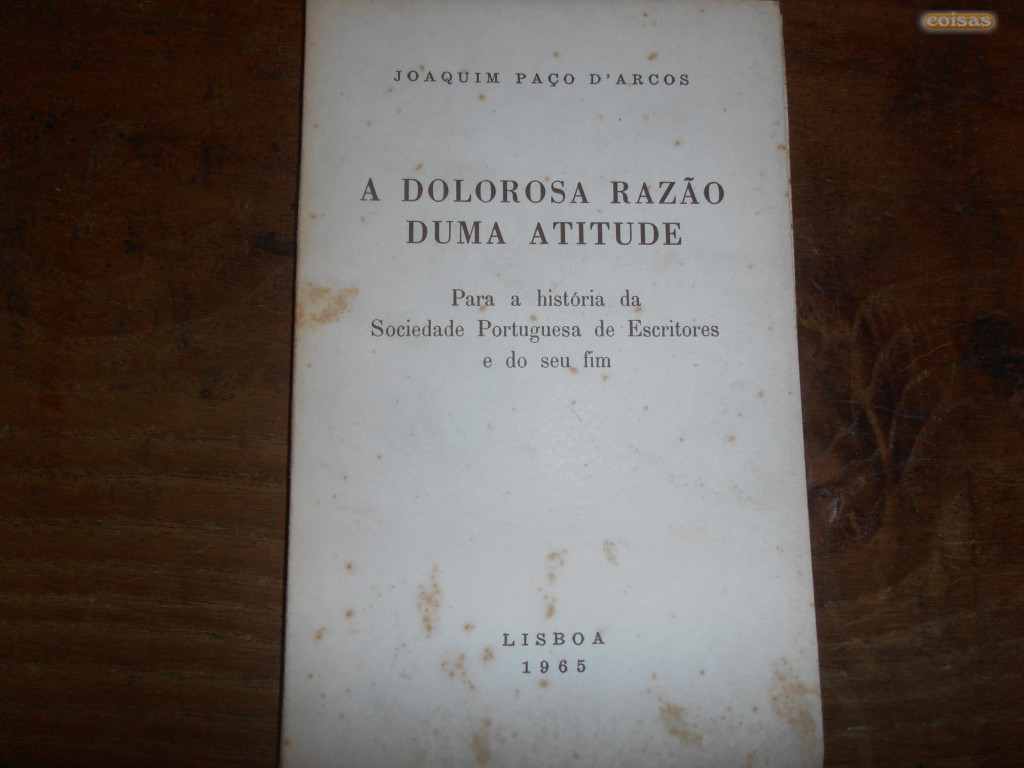 coisas
JOAQUIM PAÇO D'ARCOS
A DOLOROSA RAZÃO
DUMA ATITUDE
Para a história da
Sociedade Portuguesa de Escritores
e do seu fim
LISBOA
1965